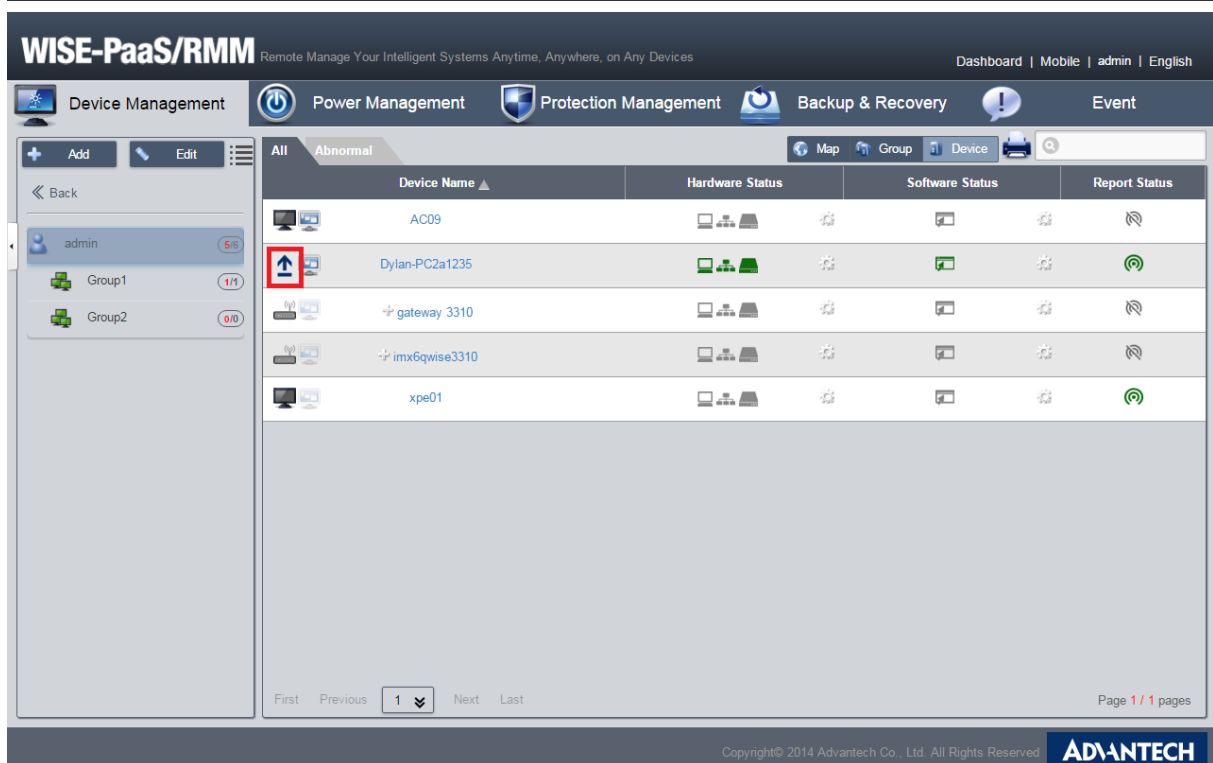 WISE-PaaS/RMM Remote Manage Your Intelligent Systems Anytime, Anywhere, on Any Devices
Dashboard | Mobile | admin | English
Device Management Power Management Protection Management Backup & Recovery Event
Add Edit All Abnormal Map Group Device
Back Device Name Hardware Status Software Status Report Status
AC09
admin 5/6
Dylan-PC2a1235
Group1 1/1
gateway 3310
Group2 0/0
imx6qwise3310
xpe01
First Previous 1 Next Last Page 1 / 1 pages
Copyright© 2014 Advantech Co., Ltd. All Rights Reserved ADVANTECH